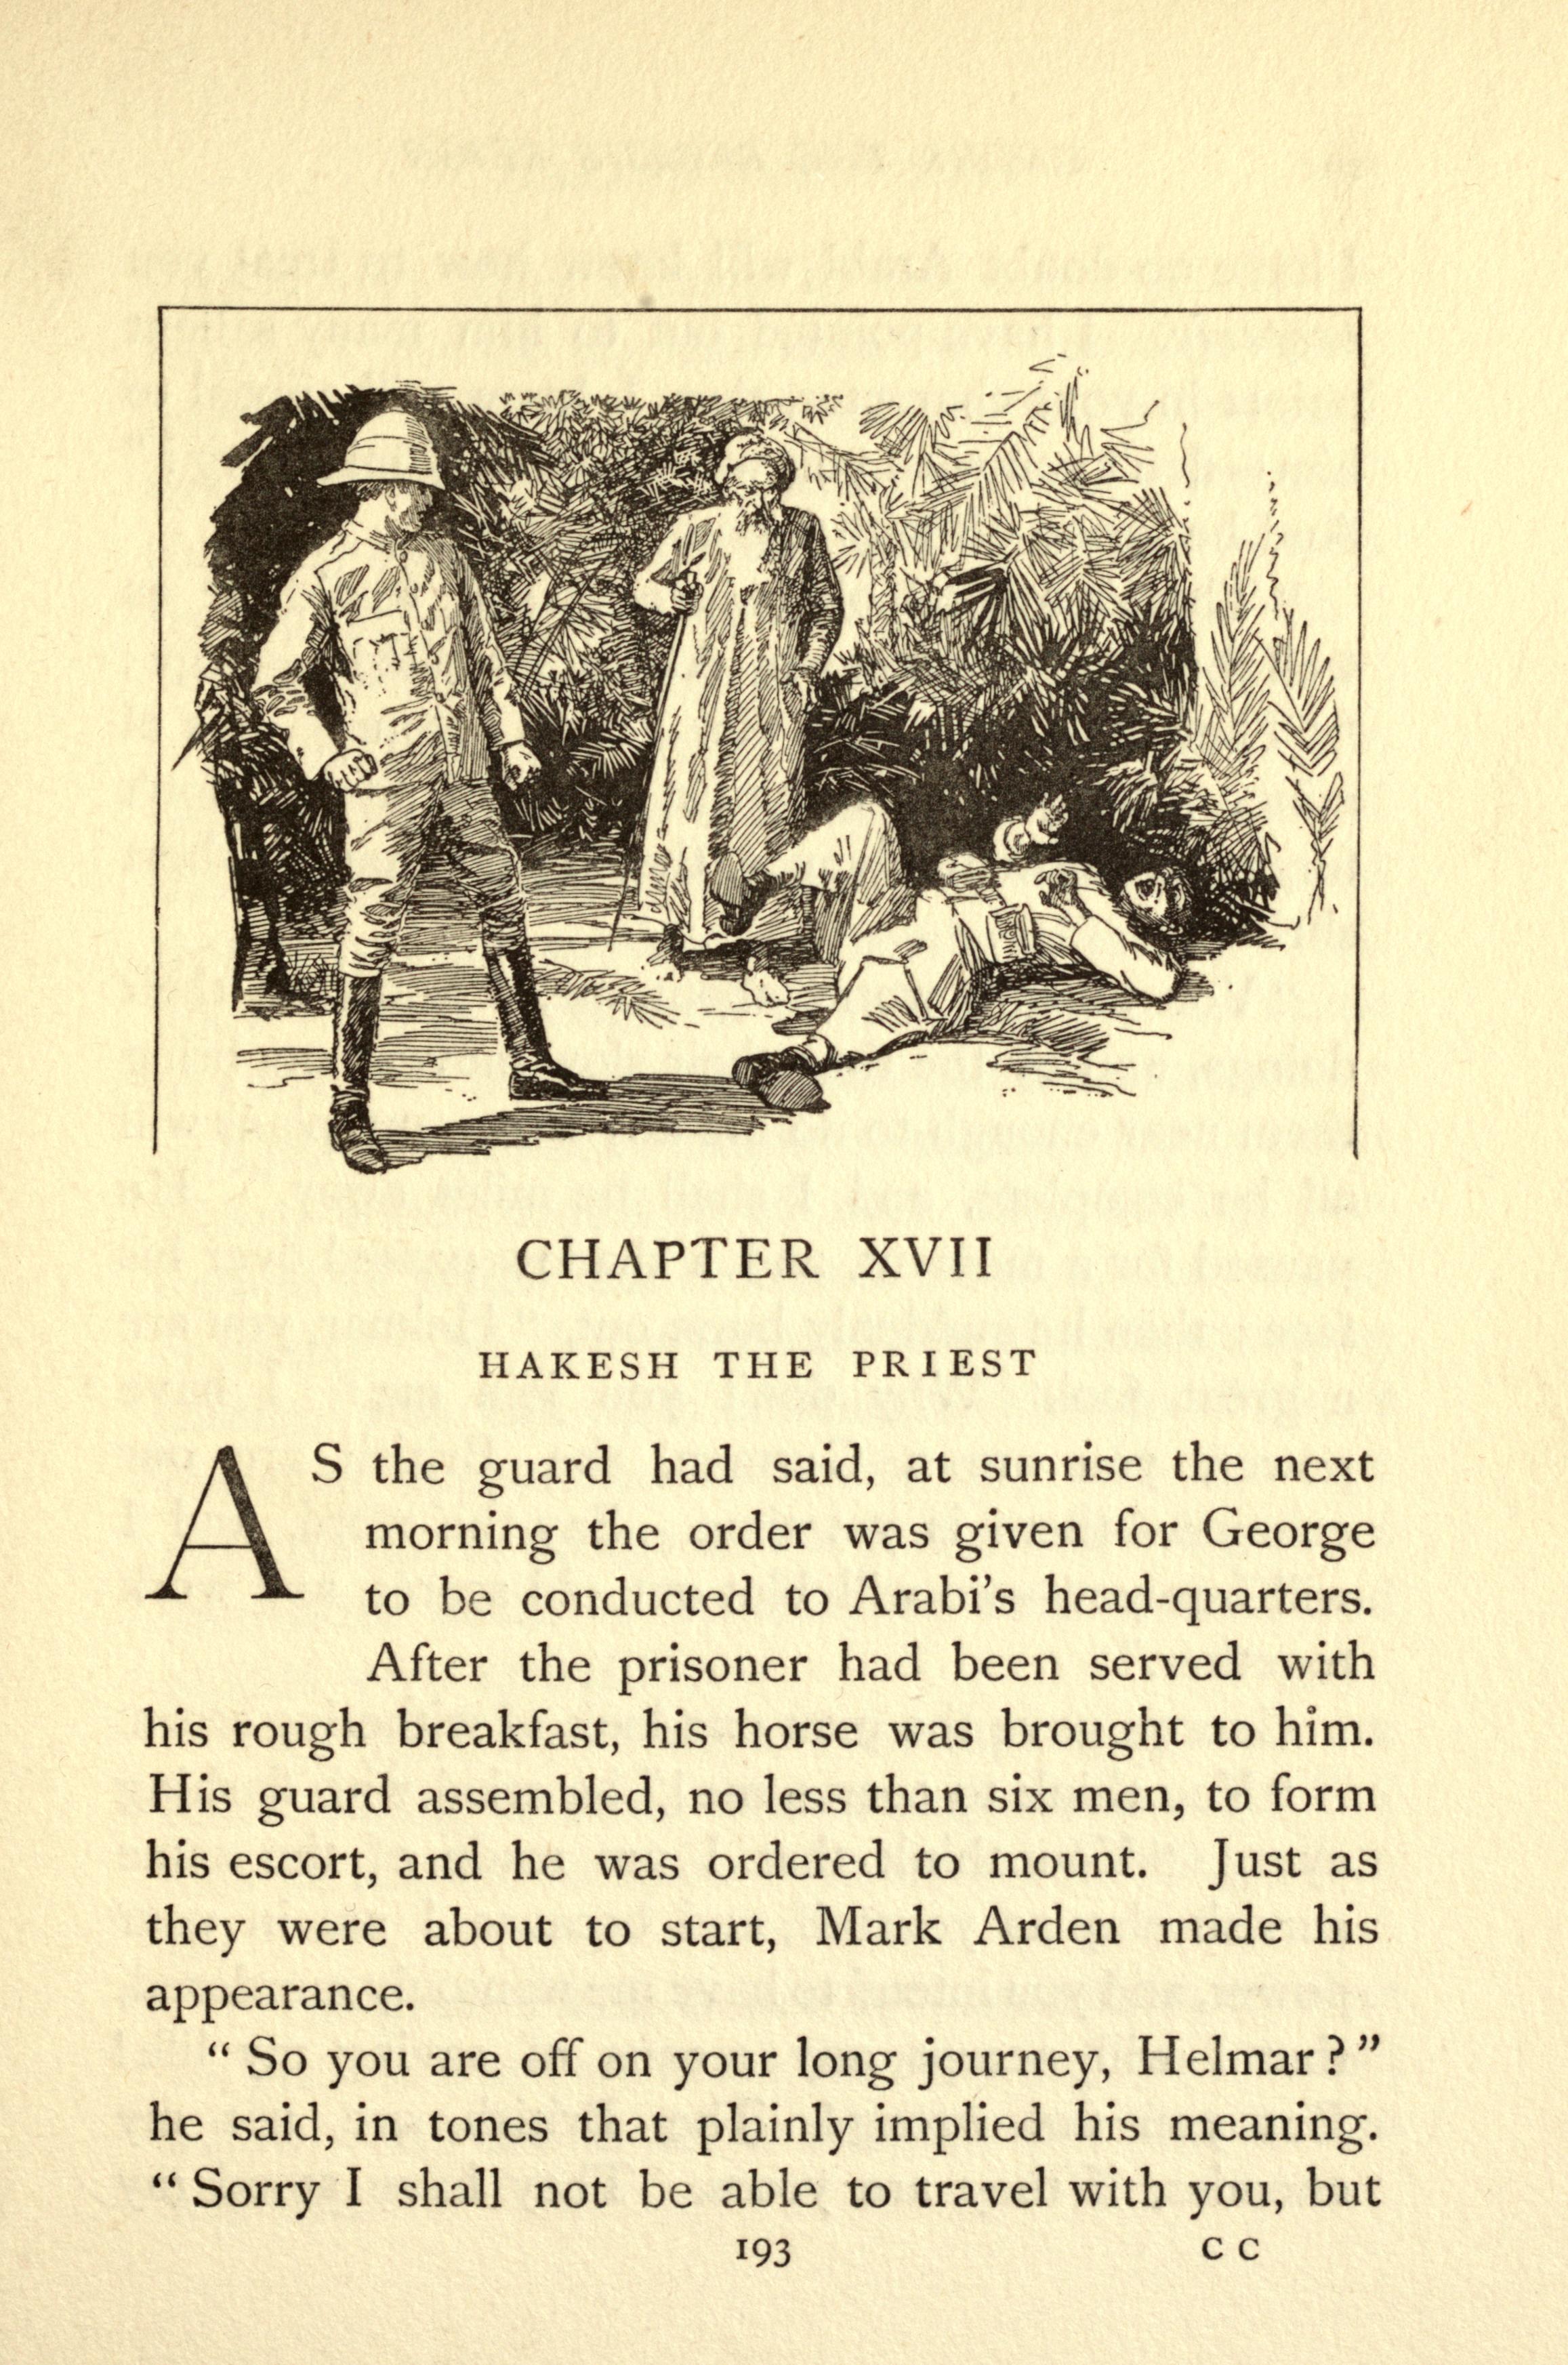 CHAPTER XVII
HAKESH THE PRIEST
AS the guard had said, at sunrise the next
morning the order was given for George
to be conducted to Arabi’s head-quarters.
After the prisoner had been served with
his rough breakfast, his horse was brought to him.
His guard assembled, no less than six men, to form
his escort, and he was ordered to mount. Just as
they were about to start, Mark Arden made his
appearance.
“ So you are off on your long journey, Helmar ? ”
he said, in tones that plainly implied his meaning.
“ Sorry I shall not be able to travel with you, but
193 C C